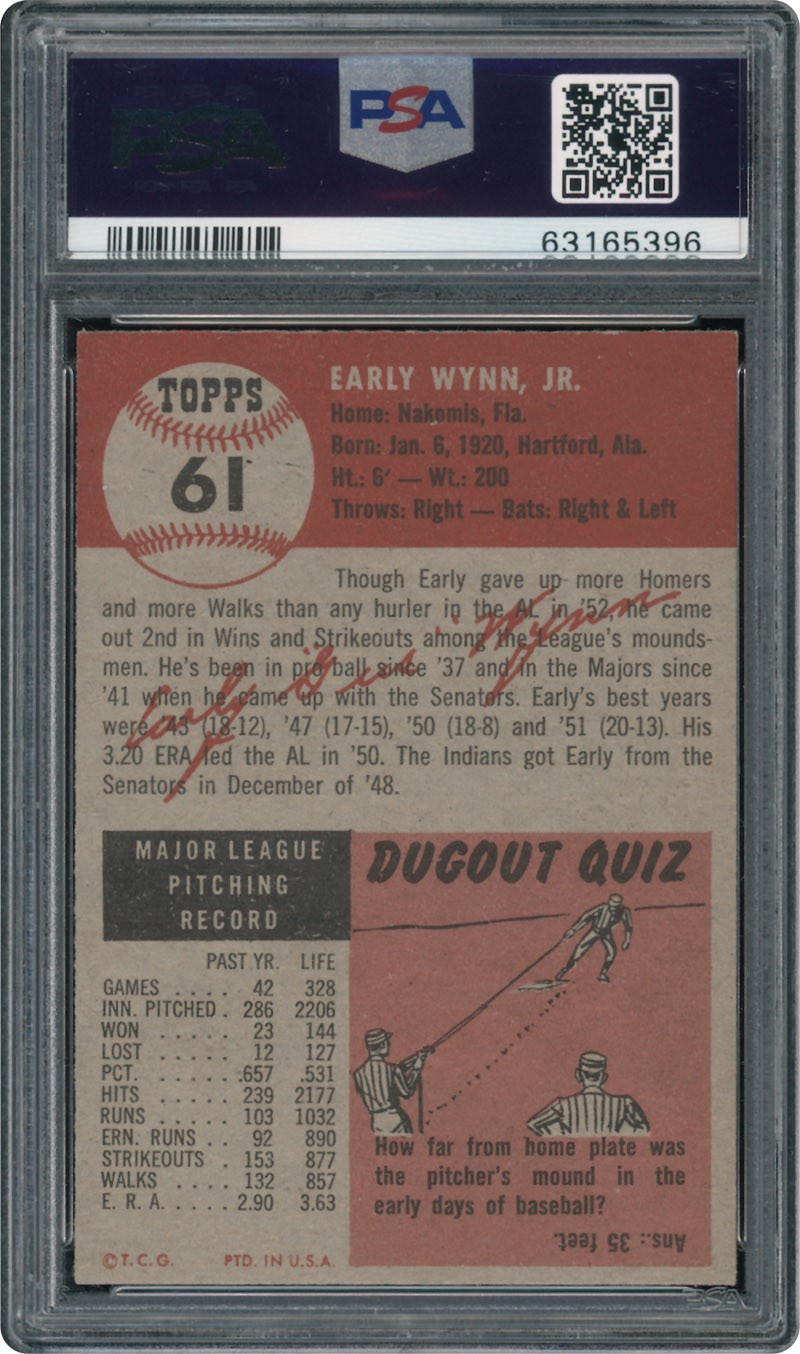 PSA
PSA
63165396
TOPPS
61
EARLY WYNN, JR.
Home: Nakomis, Fla.
Born: Jan. 6, 1920, Hartford, Ala.
Ht.: 6' — Wt.: 200
Throws: Right — Bats: Right & Left
Though Early gave up more Homers
and more Walks than any hurler in the AL in '52, he came
out 2nd in Wins and Strikeouts among the League's mounds-
men. He's been in pro ball since '37 and in the Majors since
'41 when he came up with the Senators. Early's best years
were '43 (18-12), '47 (17-15), '50 (18-8) and '51 (20-13). His
3.20 ERA led the AL in '50. The Indians got Early from the
Senators in December of '48.
Early "Gus" Wynn
MAJOR LEAGUE
PITCHING
RECORD
PAST YR. LIFE
GAMES .... 42 328
INN. PITCHED . 286 2206
WON ..... 23 144
LOST ..... 12 127
PCT. ..... .657 .531
HITS ..... 239 2177
RUNS ..... 103 1032
ERN. RUNS .. 92 890
STRIKEOUTS . 153 877
WALKS .... 132 857
E. R. A. ..... 2.90 3.63
©T.C.G. PTD. IN U.S.A.
DUGOUT QUIZ
How far from home plate was
the pitcher's mound in the
early days of baseball?
Ans.: 35 feet.
PSA